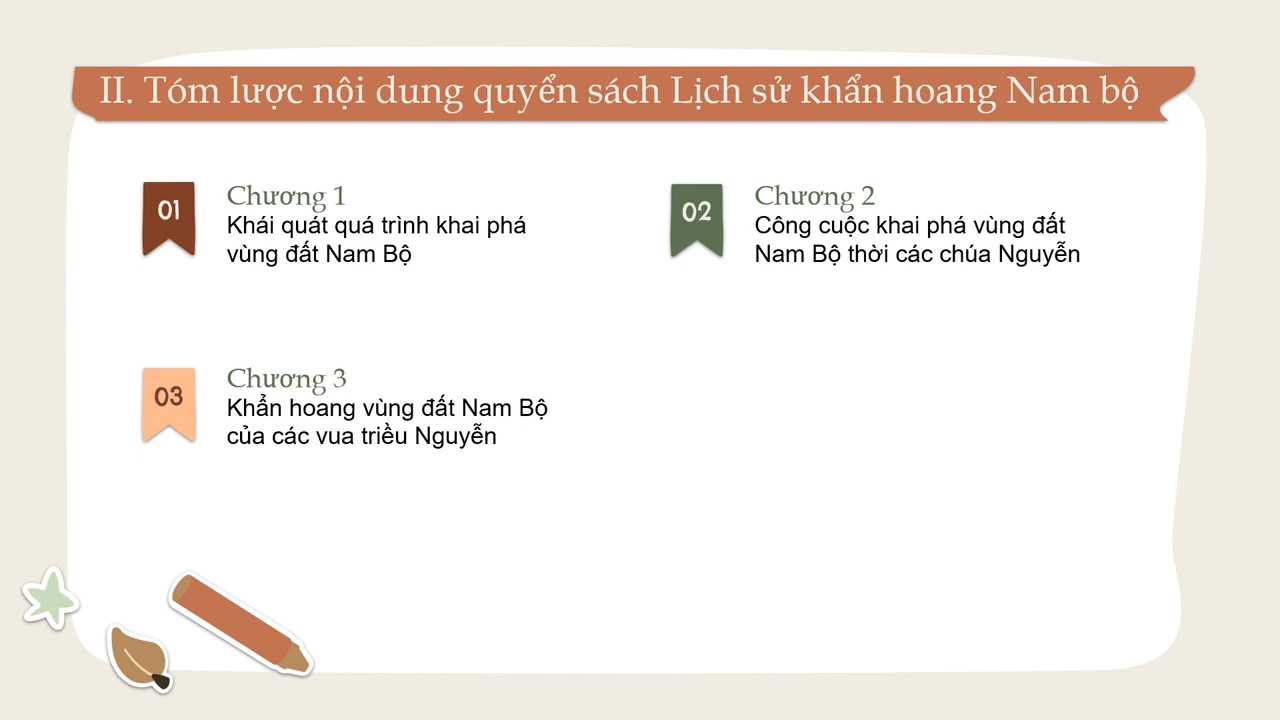 II. Tóm lược nội dung quyển sách Lịch sử khẩn hoang Nam bộ
01
Chương 1
Khái quát quá trình khai phá
vùng đất Nam Bộ
02
Chương 2
Công cuộc khai phá vùng đất
Nam Bộ thời các chúa Nguyễn
03
Chương 3
Khẩn hoang vùng đất Nam Bộ
của các vua triều Nguyễn